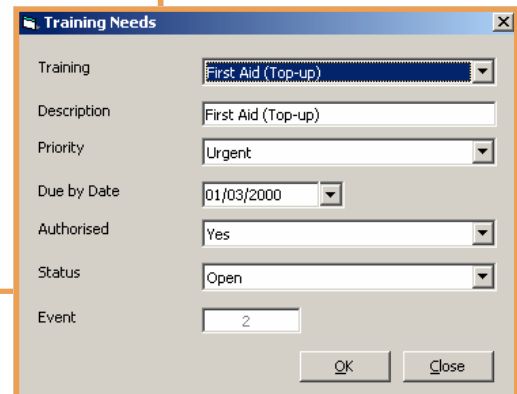 Training Needs
Training First Aid (Top-up)
Description First Aid (Top-up)
Priority Urgent
Due by Date 01/03/2000
Authorised Yes
Status Open
Event 2
OK Close